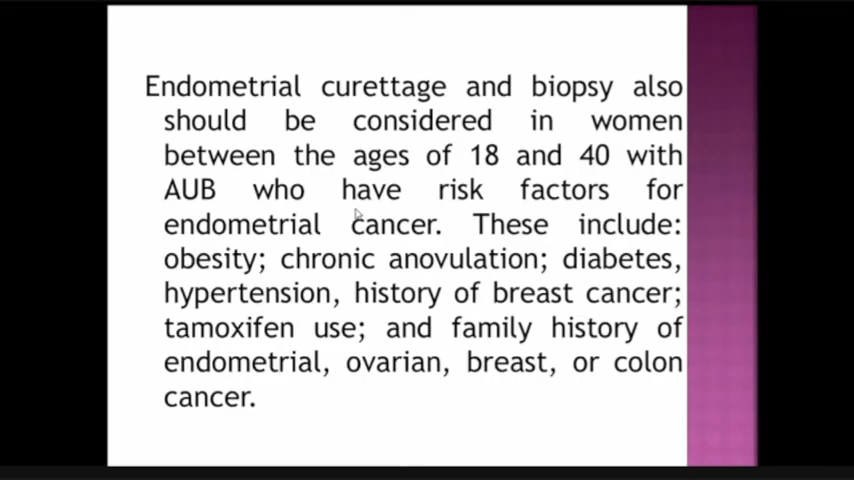 Endometrial curettage and biopsy also
should be considered in women
between the ages of 18 and 40 with
AUB who have risk factors for
endometrial cancer. These include:
obesity; chronic anovulation; diabetes,
hypertension, history of breast cancer;
tamoxifen use; and family history of
endometrial, ovarian, breast, or colon
cancer.